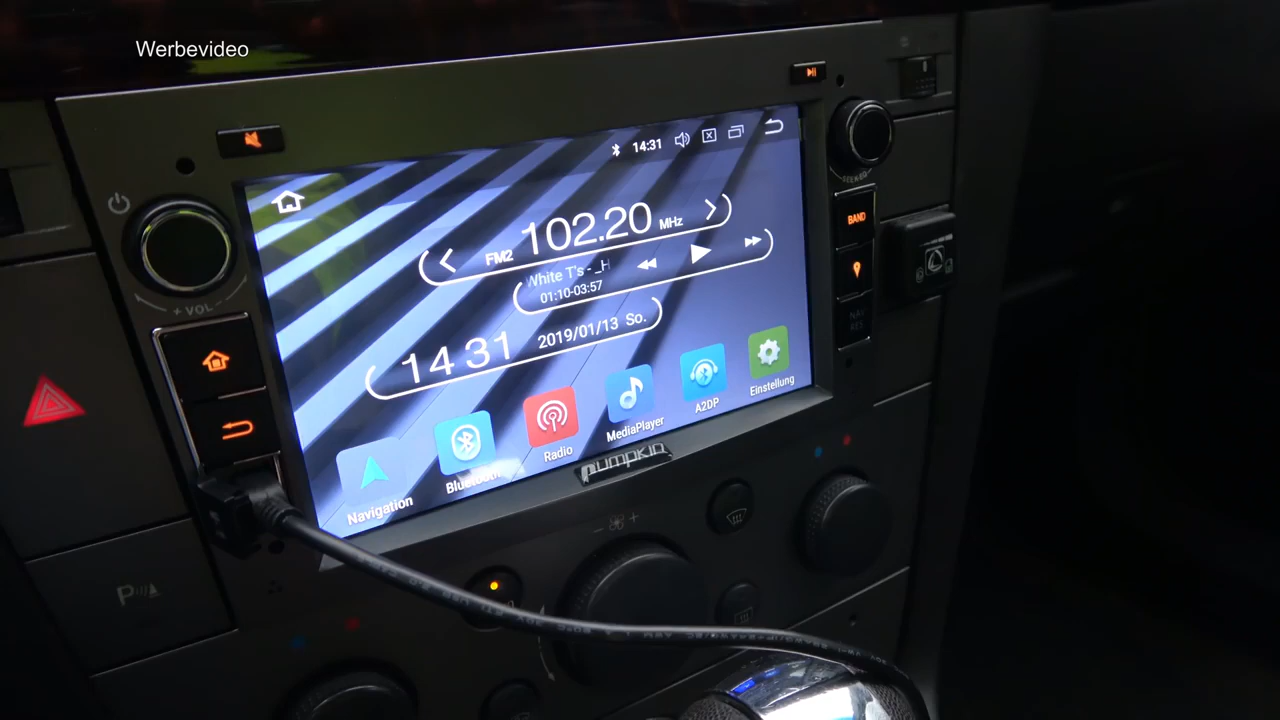 Werbevideo
14:31
FM2 102.20 MHz
White T's - _H
01:10-03:57
14 31 2019/01/13 So.
+ VOL
BAND
NAV
Navigation
Bluetooth
Radio
MediaPlayer
A2DP
Einstellung
PUMPKIN
P